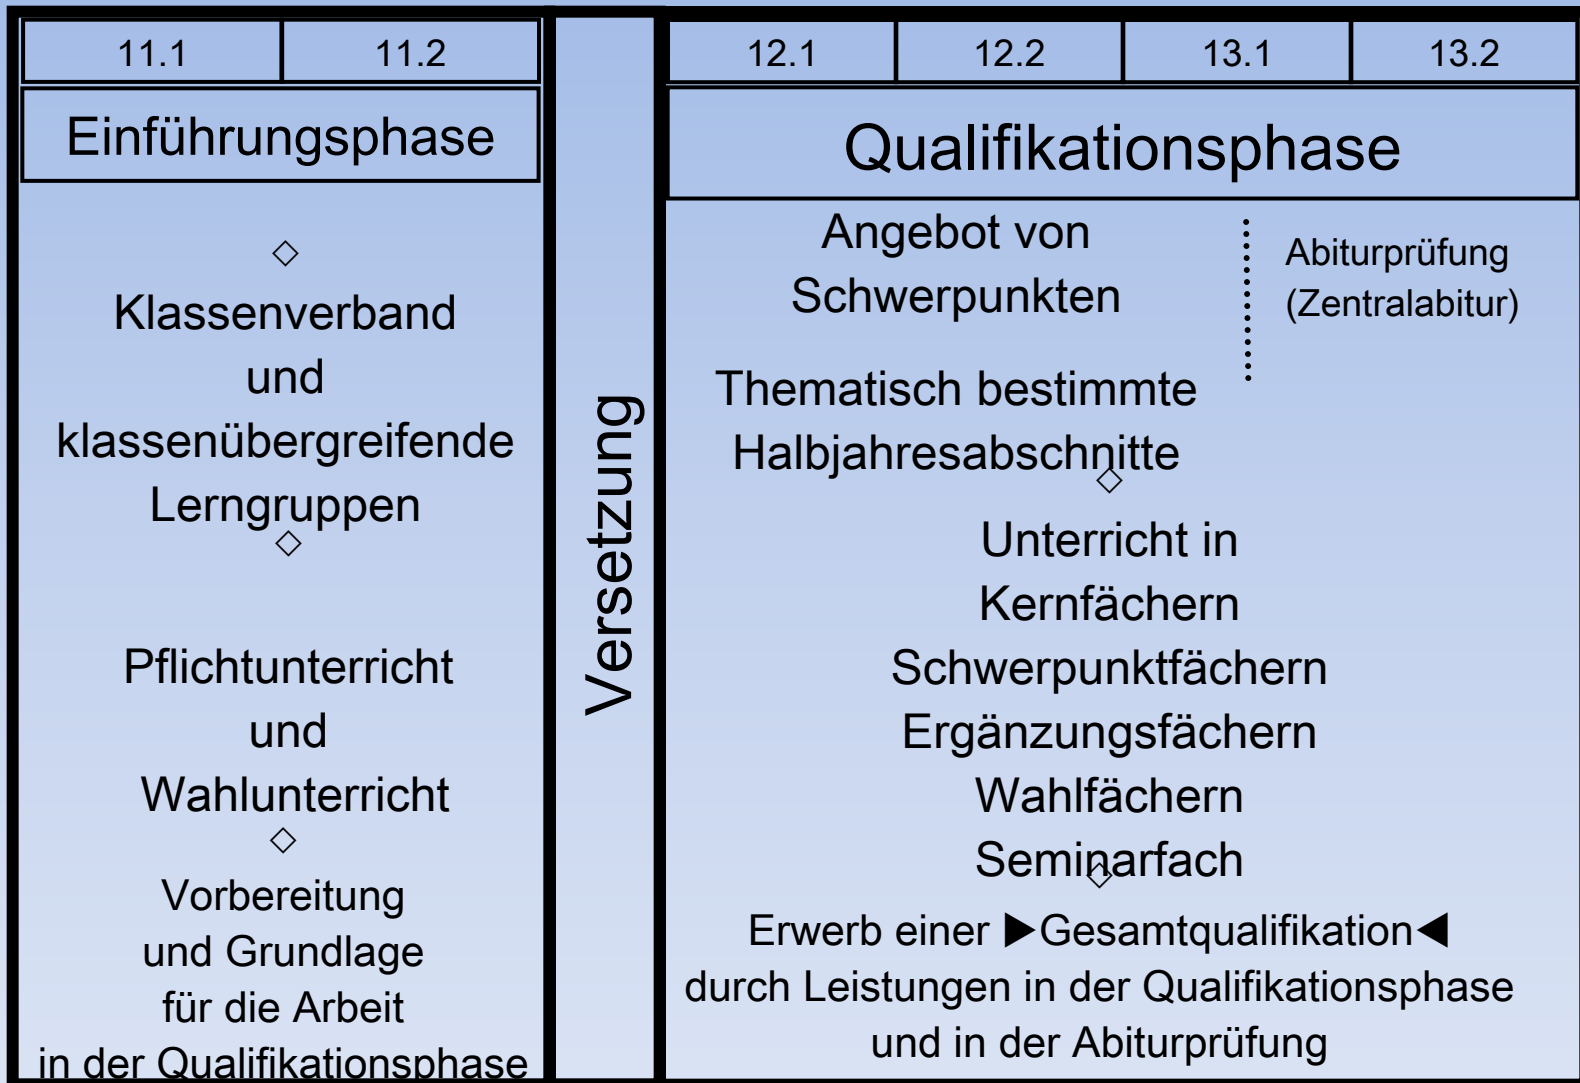 11.1
11.2
Einführungsphase
◇
Klassenverband
und
klassenübergreifende
Lerngruppen
◇
Pflichtunterricht
und
Wahlunterricht
◇
Vorbereitung
und Grundlage
für die Arbeit
in der Qualifikationsphase
Versetzung
12.1
12.2
13.1
13.2
Qualifikationsphase
Angebot von
Schwerpunkten
Abiturprüfung
(Zentralabitur)
Thematisch bestimmte
Halbjahresabschnitte
◇
Unterricht in
Kernfächern
Schwerpunktfächern
Ergänzungsfächern
Wahlfächern
Seminarfach
◇
Erwerb einer ▶Gesamtqualifikation◀
durch Leistungen in der Qualifikationsphase
und in der Abiturprüfung